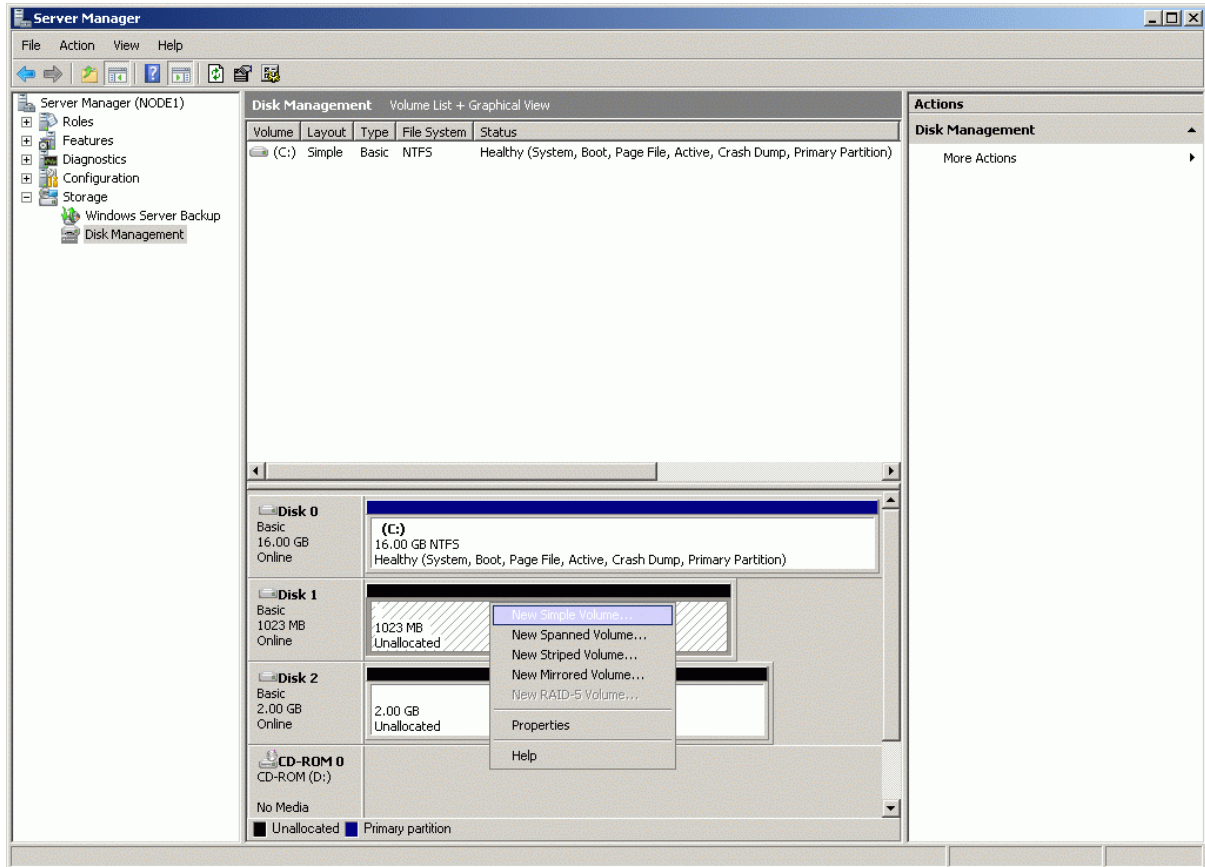 Server Manager
File Action View Help
Server Manager (NODE1)
Roles
Features
Diagnostics
Configuration
Storage
Windows Server Backup
Disk Management
Disk Management Volume List + Graphical View
Volume Layout Type File System Status
(C:) Simple Basic NTFS Healthy (System, Boot, Page File, Active, Crash Dump, Primary Partition)
Disk 0
Basic
16.00 GB
Online
(C:)
16.00 GB NTFS
Healthy (System, Boot, Page File, Active, Crash Dump, Primary Partition)
Disk 1
Basic
1023 MB
Online
1023 MB
Unallocated
New Simple Volume...
New Spanned Volume...
New Striped Volume...
New Mirrored Volume...
New RAID-5 Volume...
Properties
Help
Disk 2
Basic
2.00 GB
Online
2.00 GB
Unallocated
CD-ROM 0
CD-ROM (D:)
No Media
Unallocated Primary partition
Actions
Disk Management
More Actions